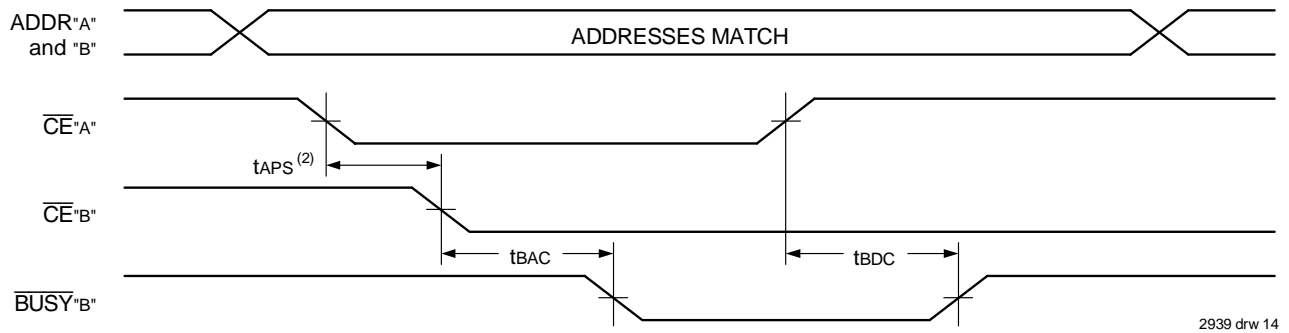 ADDR"A"
and "B"
ADDRESSES MATCH
CE"A"
tAPS (2)
CE"B"
tBAC
tBDC
BUSY"B"
2939 drw 14